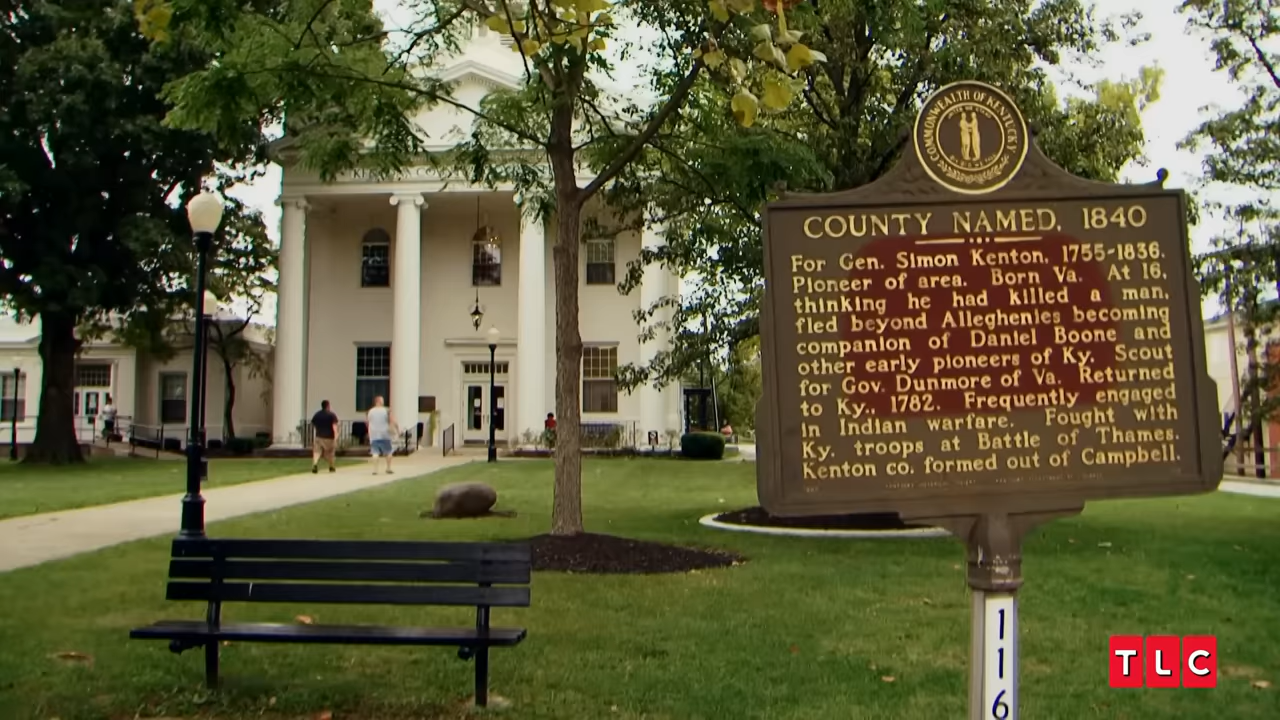 COMMONWEALTH OF KENTUCKY
COUNTY NAMED, 1840
For Gen. Simon Kenton, 1755-1836.
Pioneer of area. Born Va. At 16,
thinking he had killed a man,
fled beyond Alleghenies becoming
companion of Daniel Boone and
other early pioneers of Ky. Scout
for Gov. Dunmore of Va. Returned
to Ky., 1782. Frequently engaged
in Indian warfare. Fought with
Ky. troops at Battle of Thames.
Kenton co. formed out of Campbell.
116
TLC